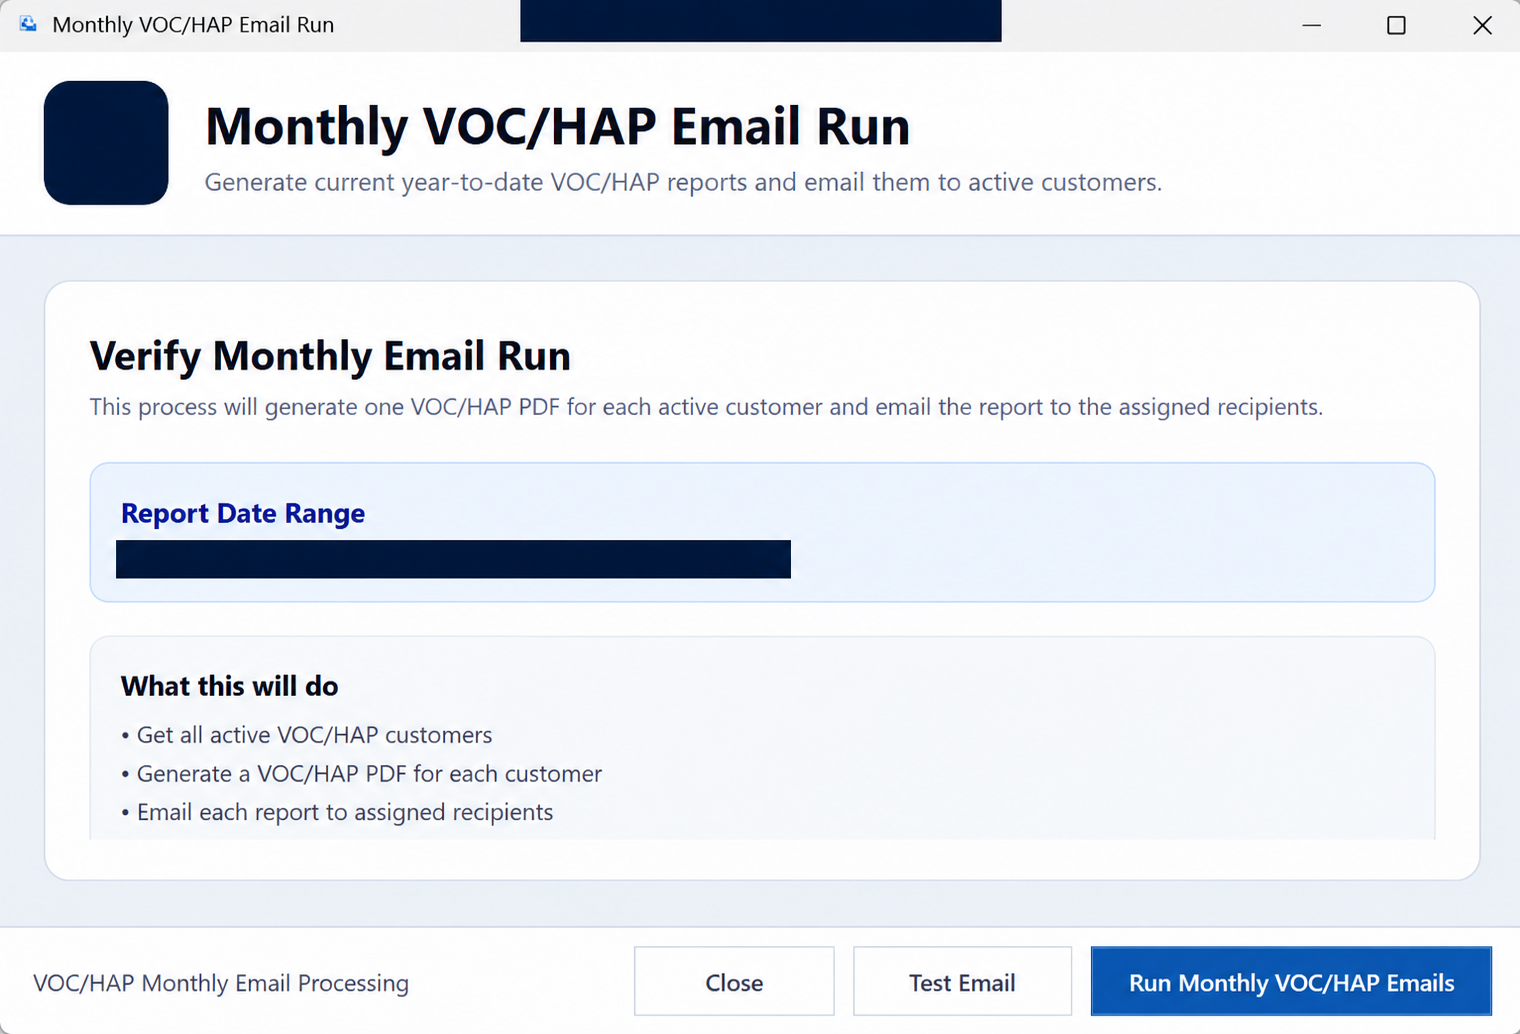 Monthly VOC/HAP Email Run
Monthly VOC/HAP Email Run
Generate current year-to-date VOC/HAP reports and email them to active customers.
Verify Monthly Email Run
This process will generate one VOC/HAP PDF for each active customer and email the report to the assigned recipients.
Report Date Range
What this will do
• Get all active VOC/HAP customers
• Generate a VOC/HAP PDF for each customer
• Email each report to assigned recipients
VOC/HAP Monthly Email Processing
Close
Test Email
Run Monthly VOC/HAP Emails